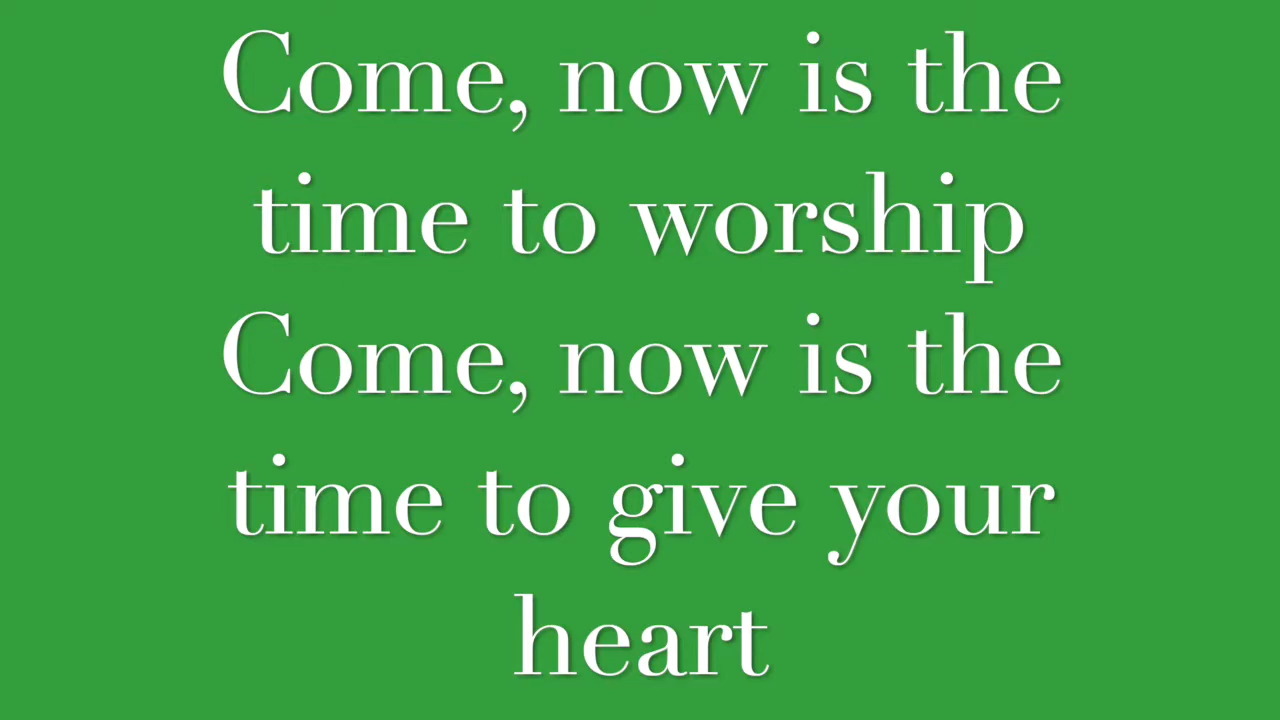 Come, now is the
time to worship
Come, now is the
time to give your
heart